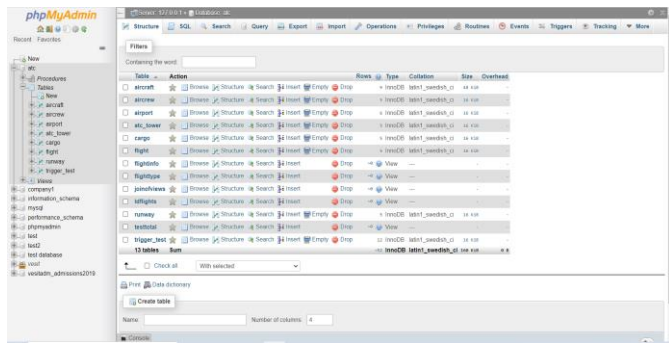 phpMyAdmin
Recent Favorites
New
atc
Procedures
Tables
New
aircraft
aircrew
airport
atc_tower
cargo
flight
runway
trigger_test
Views
company1
information_schema
mysql
performance_schema
phpmyadmin
test
test2
test database
vesit
vesitadm_admissions2019
Server: 127.0.0.1 » Database: atc
Structure SQL Search Query Export Import Operations Privileges Routines Events Triggers Tracking More
Filters
Containing the word:
Table Action Rows Type Collation Size Overhead
aircraft Browse Structure Search Insert Empty Drop InnoDB latin1_swedish_ci
aircrew Browse Structure Search Insert Empty Drop InnoDB latin1_swedish_ci
airport Browse Structure Search Insert Empty Drop InnoDB latin1_swedish_ci
atc_tower Browse Structure Search Insert Empty Drop InnoDB latin1_swedish_ci
cargo Browse Structure Search Insert Empty Drop InnoDB latin1_swedish_ci
flight Browse Structure Search Insert Empty Drop InnoDB latin1_swedish_ci
flightinfo Browse Structure Search Insert Drop View
flighttype Browse Structure Search Insert Drop View
joinofviews Browse Structure Search Insert Drop View
Browse Structure Search Insert Drop View
runway Browse Structure Search Insert Empty Drop InnoDB latin1_swedish_ci
testtotal Browse Structure Search Insert Drop View
trigger_test Browse Structure Search Insert Empty Drop InnoDB latin1_swedish_ci
13 tables Sum InnoDB latin1_swedish_ci
Check all With selected
Print Data dictionary
Create table
Name: Number of columns: 4
Console